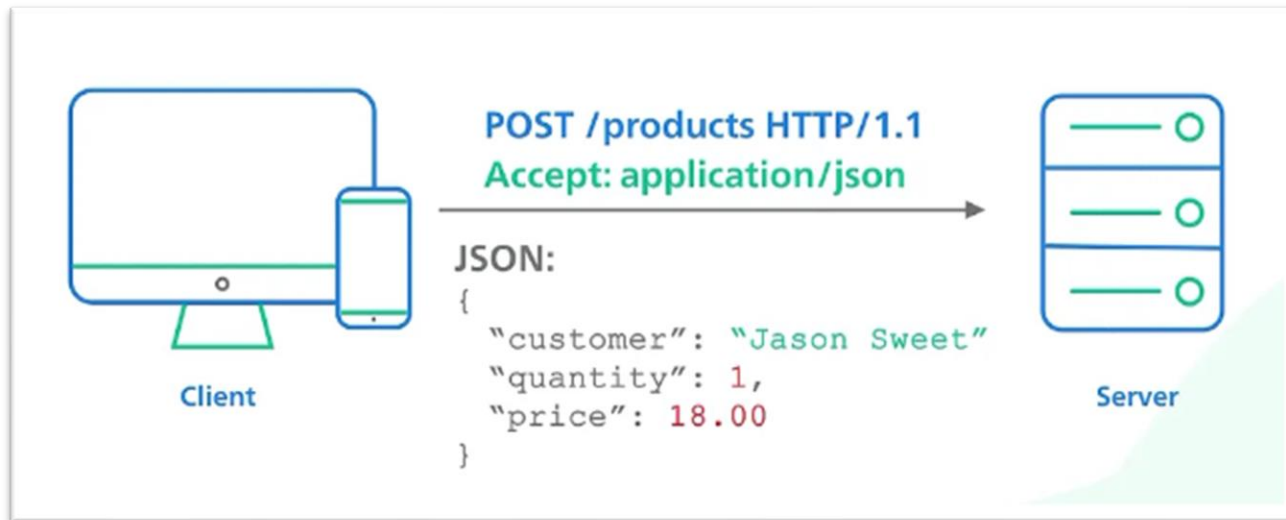 POST /products HTTP/1.1
Accept: application/json
JSON:
{
“customer”: “Jason Sweet”
“quantity”: 1,
“price”: 18.00
}
Client
Server